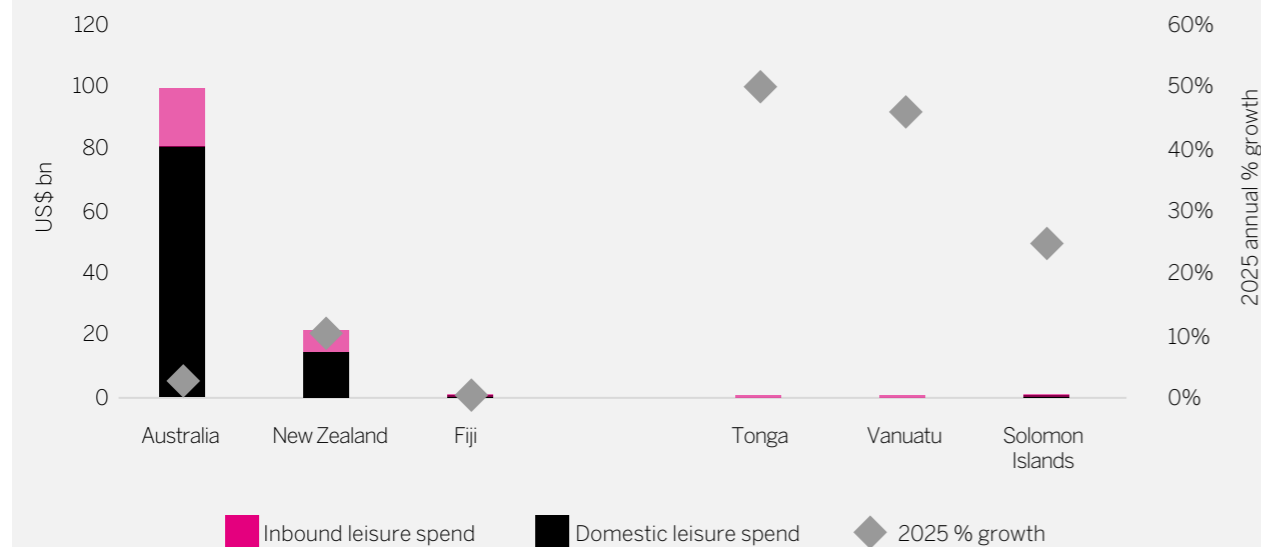 120
100
80
60
40
20
0
US$ bn
60%
50%
40%
30%
20%
10%
0%
2025 annual % growth
Australia
New Zealand
Fiji
Tonga
Vanuatu
Solomon
Islands
Inbound leisure spend
Domestic leisure spend
2025 % growth